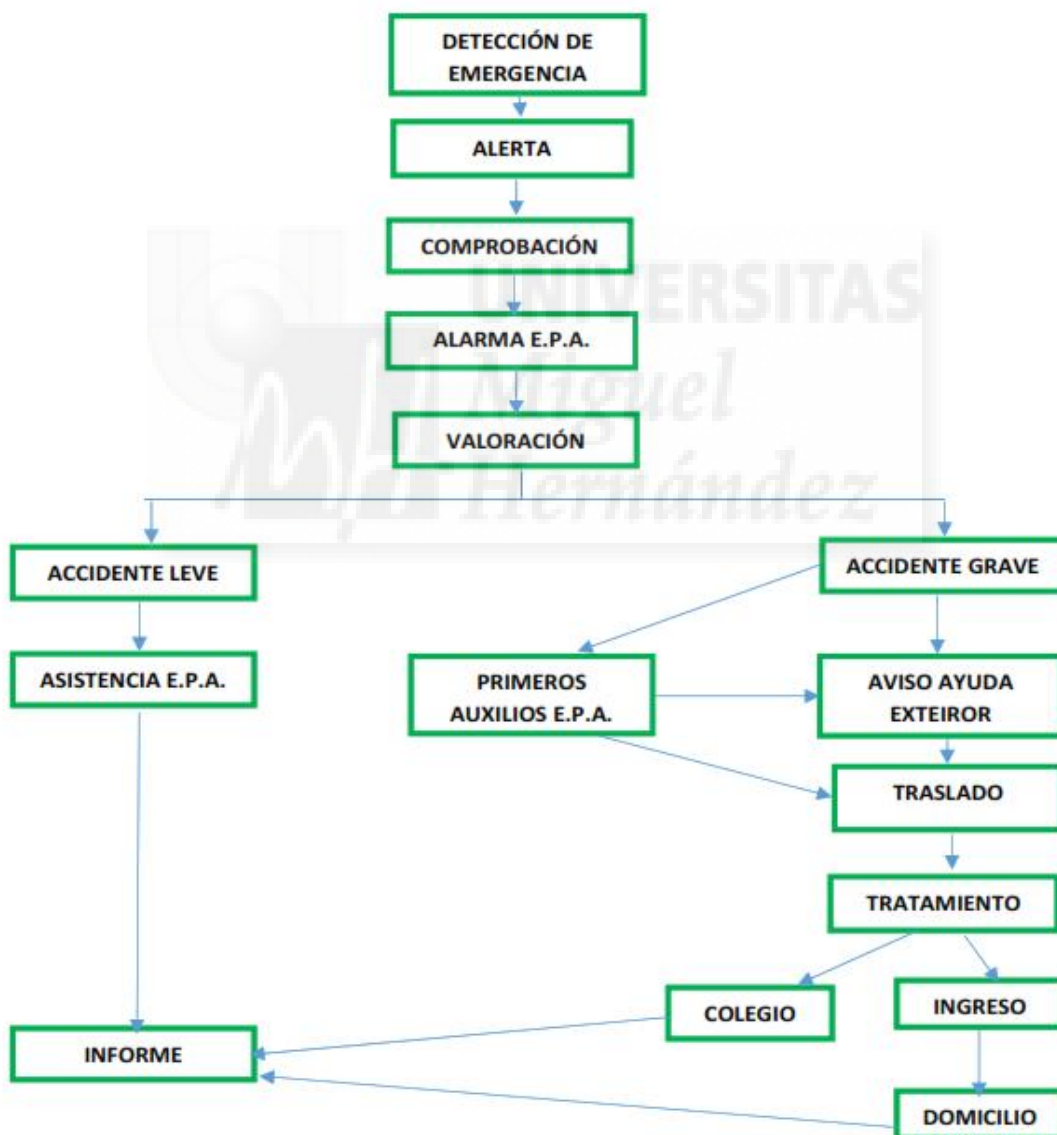 DETECCIÓN DE
EMERGENCIA
ALERTA
COMPROBACIÓN
UNIVERSITAS
Miguel
Hernández
ALARMA E.P.A.
VALORACIÓN
ACCIDENTE LEVE
ACCIDENTE GRAVE
ASISTENCIA E.P.A.
PRIMEROS
AUXILIOS E.P.A.
AVISO AYUDA
EXTEIROR
TRASLADO
TRATAMIENTO
COLEGIO
INGRESO
INFORME
DOMICILIO